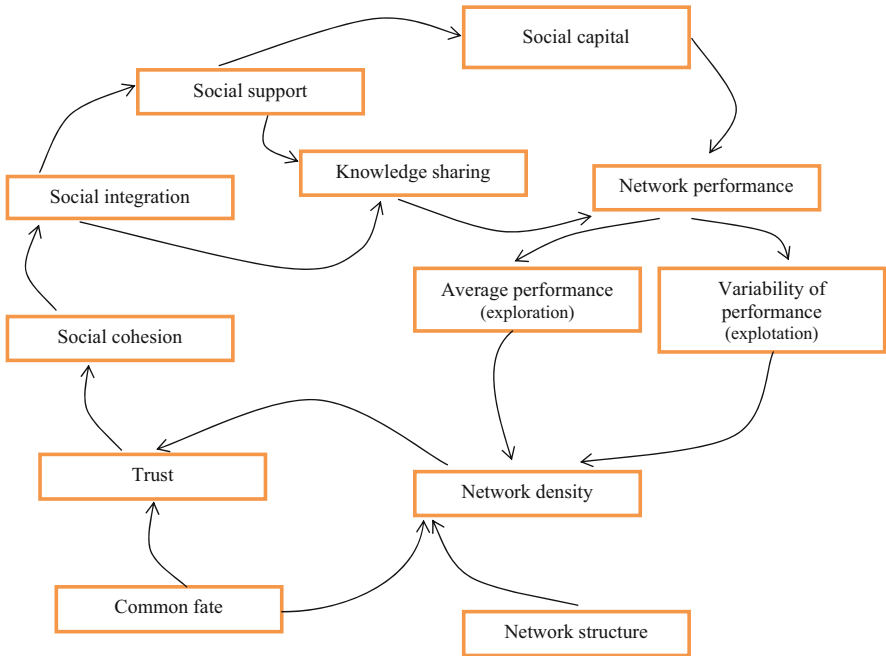 Social capital
Social support
Knowledge sharing
Network performance
Social integration
Average performance
(exploration)
Variability of
performance
(explotation)
Social cohesion
Trust
Network density
Common fate
Network structure